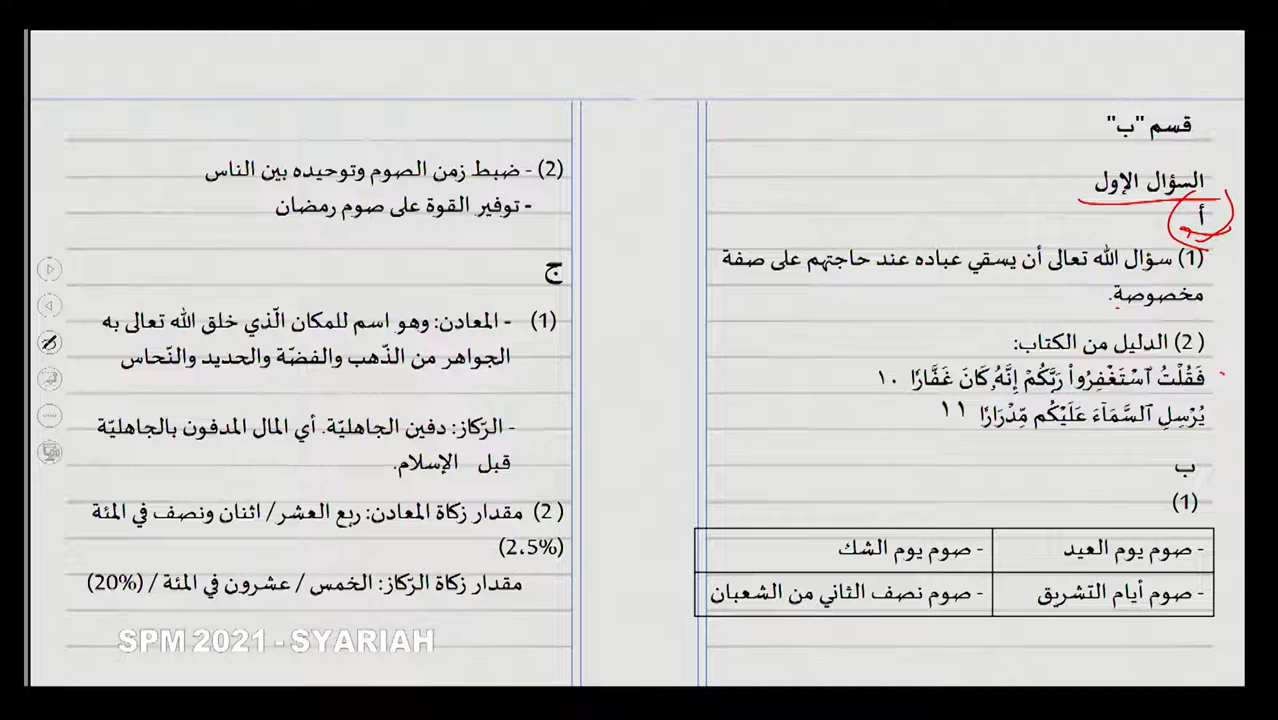 قسم "ب"
السؤال الإول
أ
(1) سؤال الله تعالى أن يسقي عباده عند حاجتهم على صفة
مخصوصة.
(2) الدليل من الكتاب:
فَقُلْتُ ٱسْتَغْفِرُوا۟ رَبَّكُمْ إِنَّهُۥ كَانَ غَفَّارًا ١٠
يُرْسِلِ ٱلسَّمَآءَ عَلَيْكُم مِّدْرَارًا ١١
ب
(1)
- صوم يوم العيد - صوم يوم الشك
- صوم أيام التشريق - صوم نصف الثاني من الشعبان
(2) - ضبط زمن الصوم وتوحيده بين الناس
- توفير القوة على صوم رمضان
ج
(1) - المعادن: وهو اسم للمكان الّذي خلق الله تعالى به
الجواهر من الذّهب والفضّة والحديد والنّحاس
- الرّكاز: دفين الجاهليّة. أي المال المدفون بالجاهليّة
قبل الإسلام.
(2) مقدار زكاة المعادن: ربع العشر/ اثنان ونصف في المئة
(2.5%)
مقدار زكاة الرّكاز: الخمس / عشرون في المئة / (20%)
SPM 2021 - SYARIAH